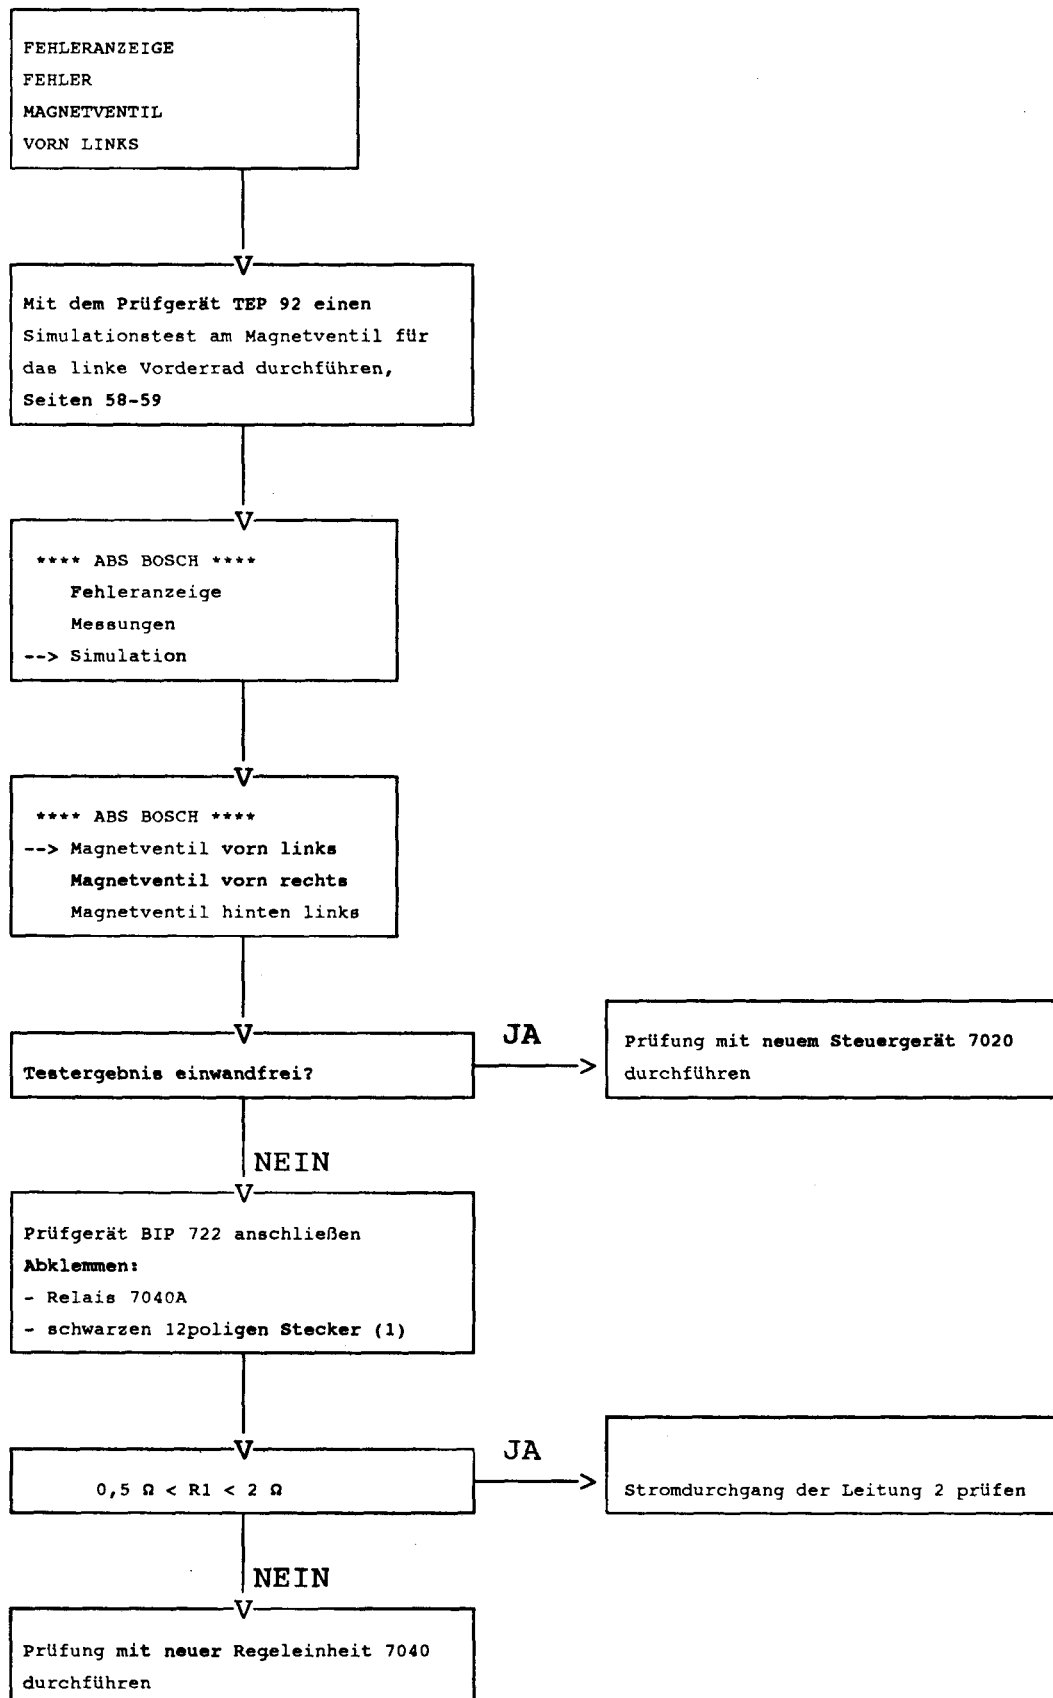 FEHLERANZEIGE
FEHLER
MAGNETVENTIL
VORN LINKS
V
Mit dem Prüfgerät TEP 92 einen
Simulationstest am Magnetventil für
das linke Vorderrad durchführen,
Seiten 58-59
V
**** ABS BOSCH ****
Fehleranzeige
Messungen
--> Simulation
V
**** ABS BOSCH ****
--> Magnetventil vorn links
Magnetventil vorn rechts
Magnetventil hinten links
V
Testergebnis einwandfrei?
JA
>
Prüfung mit neuem Steuergerät 7020
durchführen
NEIN
V
Prüfgerät BIP 722 anschließen
Abklemmen:
- Relais 7040A
- schwarzen 12poligen Stecker (1)
V
0,5 Ω < R1 < 2 Ω
JA
>
Stromdurchgang der Leitung 2 prüfen
NEIN
V
Prüfung mit neuer Regeleinheit 7040
durchführen